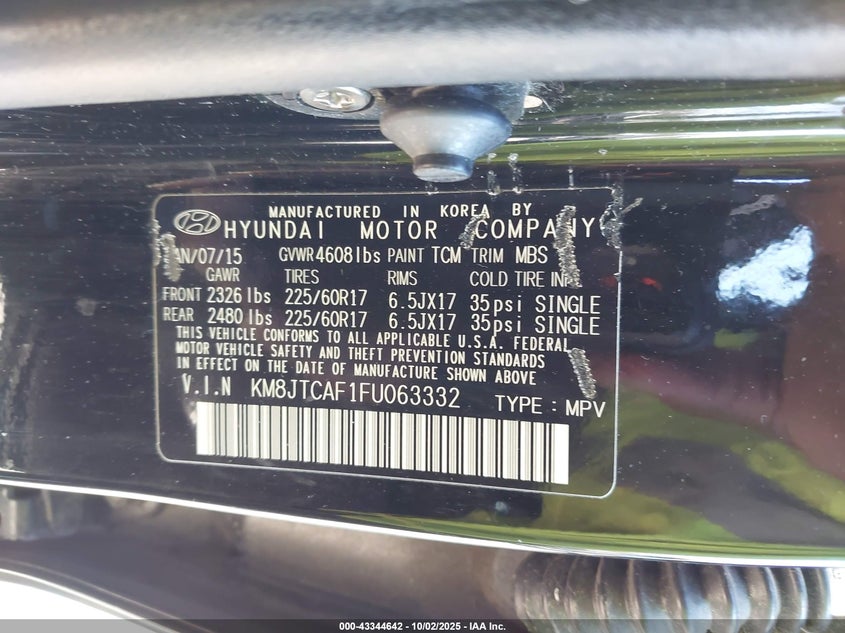 MANUFACTURED IN KOREA BY
HYUNDAI MOTOR COMPANY
/07/15 GVWR 4608 lbs PAINT TCM TRIM MBS
GAWR TIRES RIMS COLD TIRE
FRONT 2326 lbs 225/60R17 6.5JX17 35psi SINGLE
REAR 2480 lbs 225/60R17 6.5JX17 35psi SINGLE
THIS VEHICLE CONFORMS TO ALL APPLICABLE U.S.A. FEDERAL
MOTOR VEHICLE SAFETY AND THEFT PREVENTION STANDARDS
IN EFFECT ON THE DATE OF MANUFACTURE SHOWN ABOVE
V.I.N KM8JTCAF1FU063332 TYPE : MPV
000-43344642 - 10/02/2025 - IAA Inc.